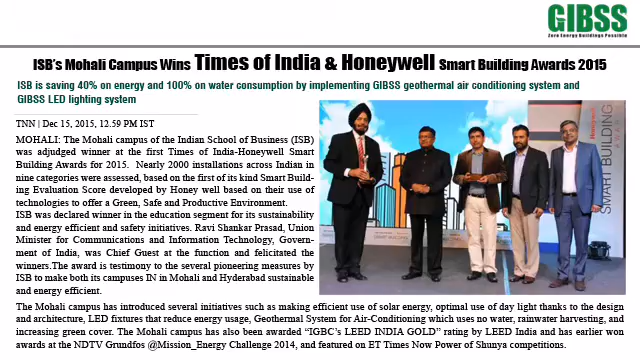 GIBSS
Zero Energy Buildings Possible
ISB's Mohali Campus Wins Times of India & Honeywell Smart Building Awards 2015
ISB is saving 40% on energy and 100% on water consumption by implementing GIBSS geothermal air conditioning system and
GIBSS LED lighting system
TNN | Dec 15, 2015, 12.59 PM IST
MOHALI: The Mohali campus of the Indian School of Business (ISB)
was adjudged winner at the first Times of India-Honeywell Smart
Building Awards for 2015. Nearly 2000 installations across Indian in
nine categories were assessed, based on the first of its kind Smart Build-
ing Evaluation Score developed by Honey well based on their use of
technologies to offer a Green, Safe and Productive Environment.
ISB was declared winner in the education segment for its sustainability
and energy efficient and safety initiatives. Ravi Shankar Prasad, Union
Minister for Communications and Information Technology, Govern-
ment of India, was Chief Guest at the function and felicitated the
winners.The award is testimony to the several pioneering measures by
ISB to make both its campuses IN in Mohali and Hyderabad sustainable
and energy efficient.
Honeywell
SMART BUILDING
The Mohali campus has introduced several initiatives such as making efficient use of solar energy, optimal use of day light thanks to the design
and architecture, LED fixtures that reduce energy usage, Geothermal System for Air-Conditioning which uses no water, rainwater harvesting, and
increasing green cover. The Mohali campus has also been awarded "IGBC's LEED INDIA GOLD" rating by LEED India and has earlier won
awards at the NDTV Grundfos @Mission_Energy Challenge 2014, and featured on ET Times Now Power of Shunya competitions.